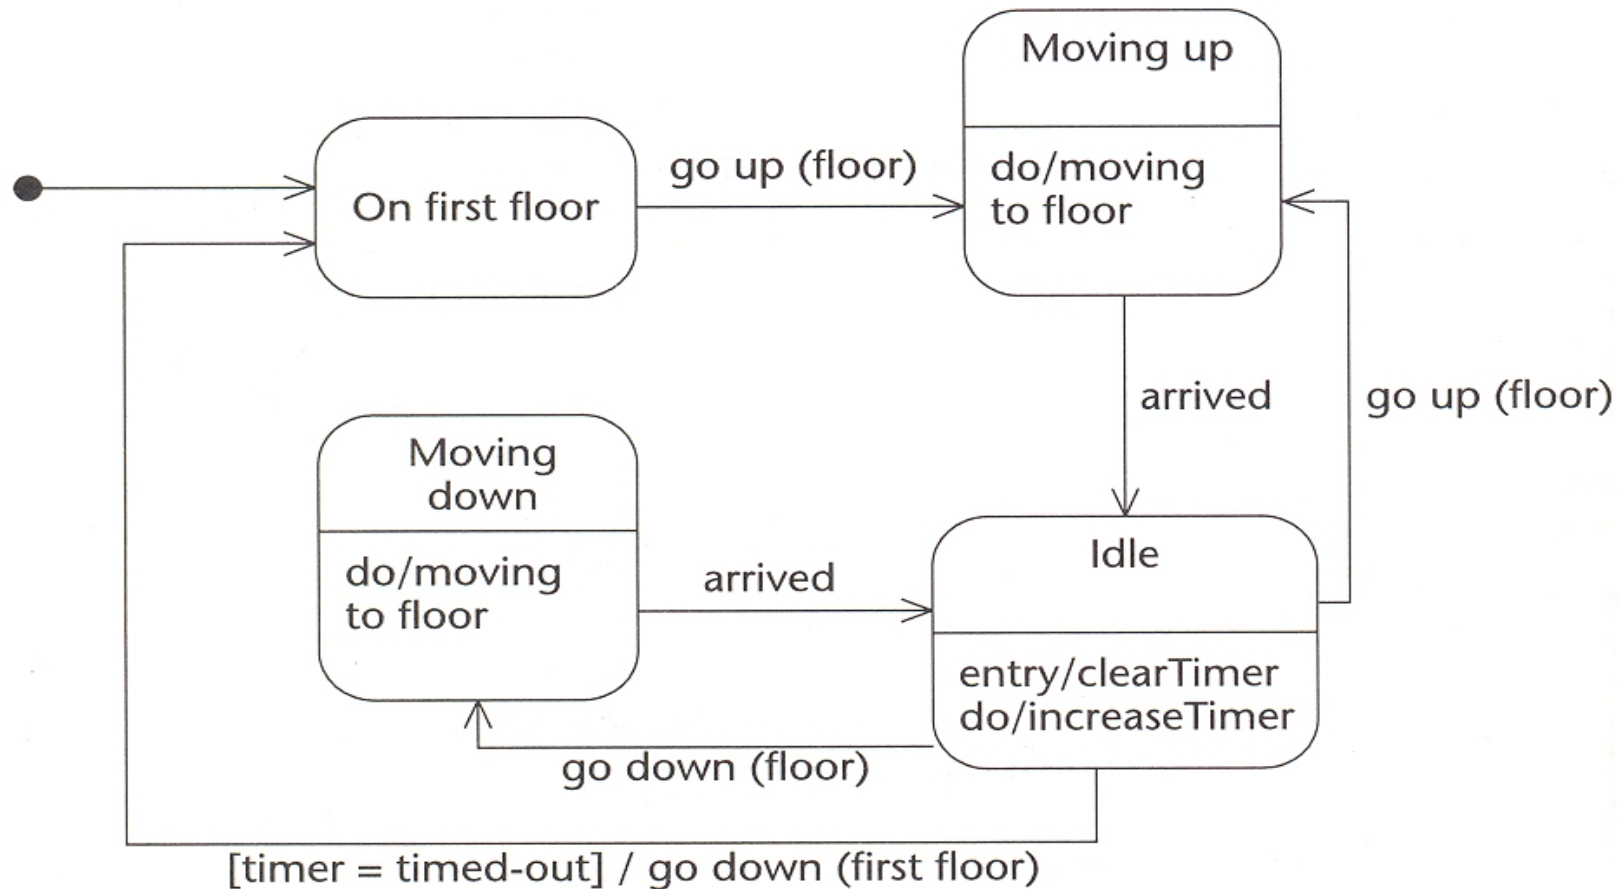 Moving up
do/moving
to floor
go up (floor)
On first floor
arrived
go up (floor)
Moving
down
do/moving
to floor
arrived
Idle
entry/clearTimer
do/increaseTimer
go down (floor)
[timer = timed-out] / go down (first floor)